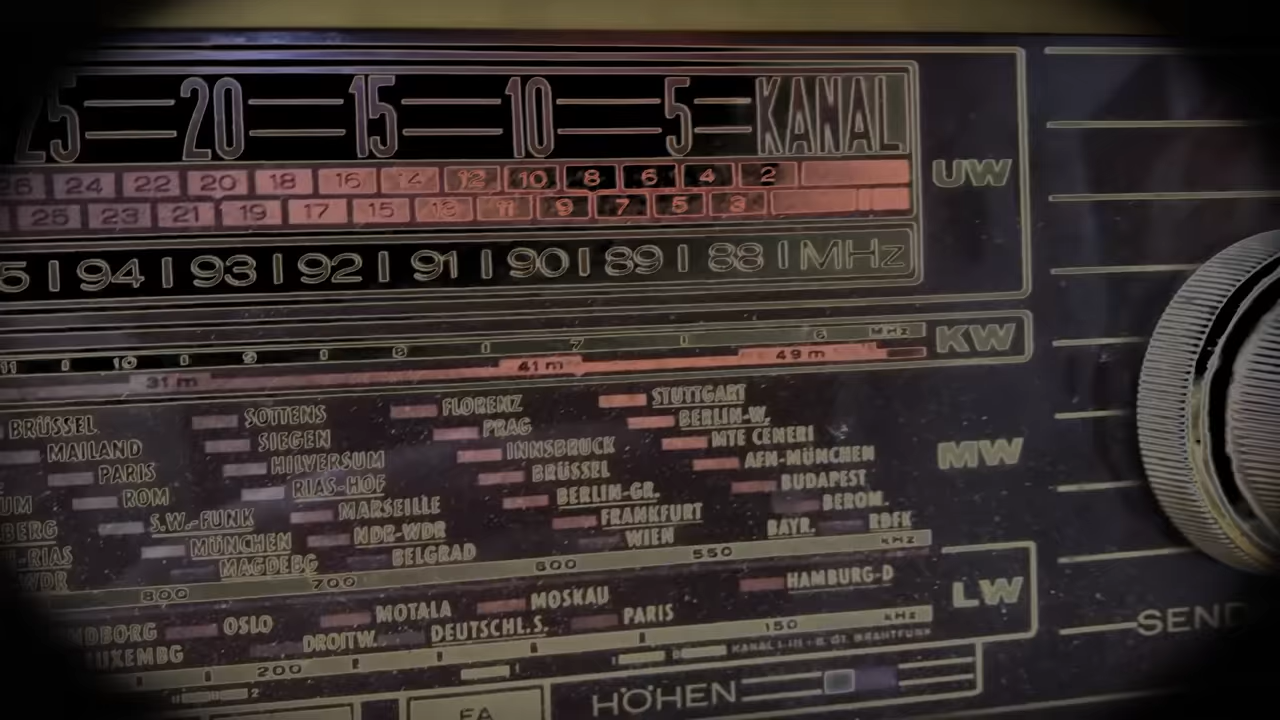 25 20 15 10 5 KANAL
26 24 22 20 18 16 14 12 10 8 6 4 2
25 23 21 19 17 15 13 11 9 7 5 3
UW
94 93 92 91 90 89 88 MHz
11 10 9 8 7 6 MHz
KW
31 m 41 m 49 m
BRÜSSEL SOTTENS FLORENZ STUTTGART
MAILAND SIEGEN PRAG BERLIN-W.
PARIS HILVERSUM INNSBRUCK MTE CENERI
MW
ROM RIAS-HOF BRÜSSEL AFN-MÜNCHEN
S.W.-FUNK MARSEILLE BERLIN-GR. BUDAPEST
MÜNCHEN NDR-WDR FRANKFURT BEROM.
MAGDEBG BELGRAD WIEN BAYR. RDFK
800 700 600 550 kHz
OSLO MOTALA MOSKAU HAMBURG-D
LW
DROITW. DEUTSCHL.S. PARIS
200 150 kHz
SEND
2
HÖHEN